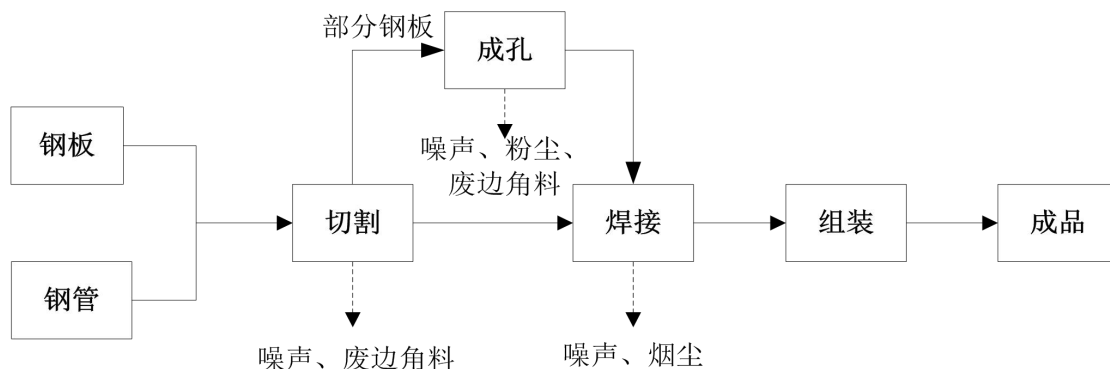 部分钢板
成孔
钢板
噪声、粉尘、
废边角料
切割
焊接
组装
成品
钢管
噪声、废边角料
噪声、烟尘